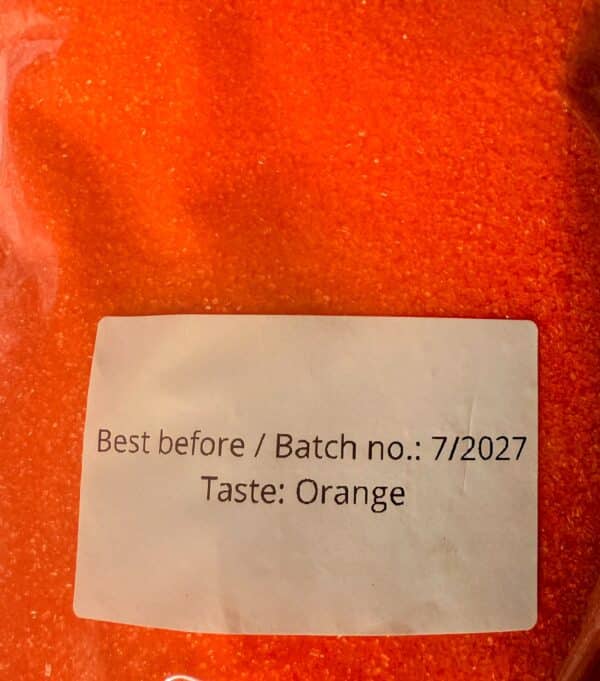 Best before / Batch no.: 7/2027
Taste: Orange